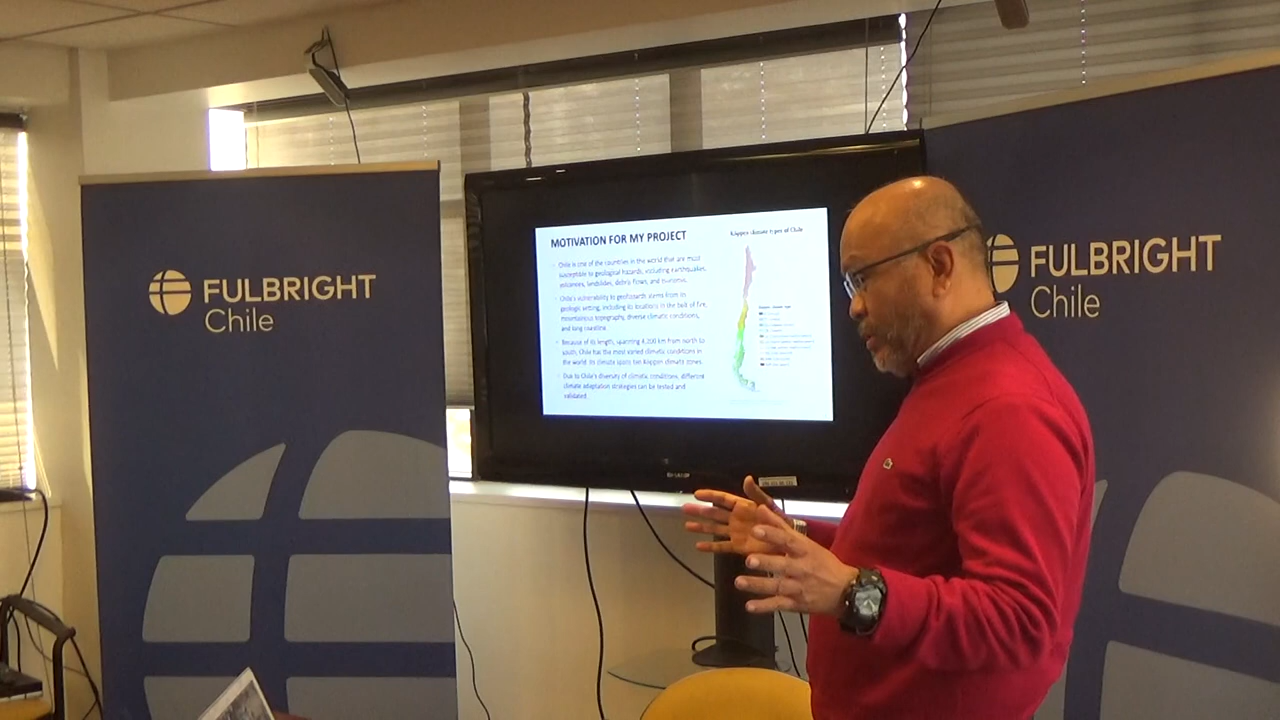 FULBRIGHT
Chile
MOTIVATION FOR MY PROJECT
Chile is one of the countries in the world that are most
susceptible to geological hazards, including earthquakes,
volcanoes, landslides, debris flows, and tsunamis.
Chile's vulnerability to geohazards stems from its
geologic setting, including its locations in the belt of fire,
mountainous topography, diverse climatic conditions,
and long coastline.
Because of its length, spanning 4,200 km from north to
south, Chile has the most varied climatic conditions in
the world. Its climate spans ten Köppen climate zones.
Due to Chile's diversity of climatic conditions, different
climate adaptation strategies can be tested and
validated.
Köppen climate types of Chile
FULBRIGHT
Chile